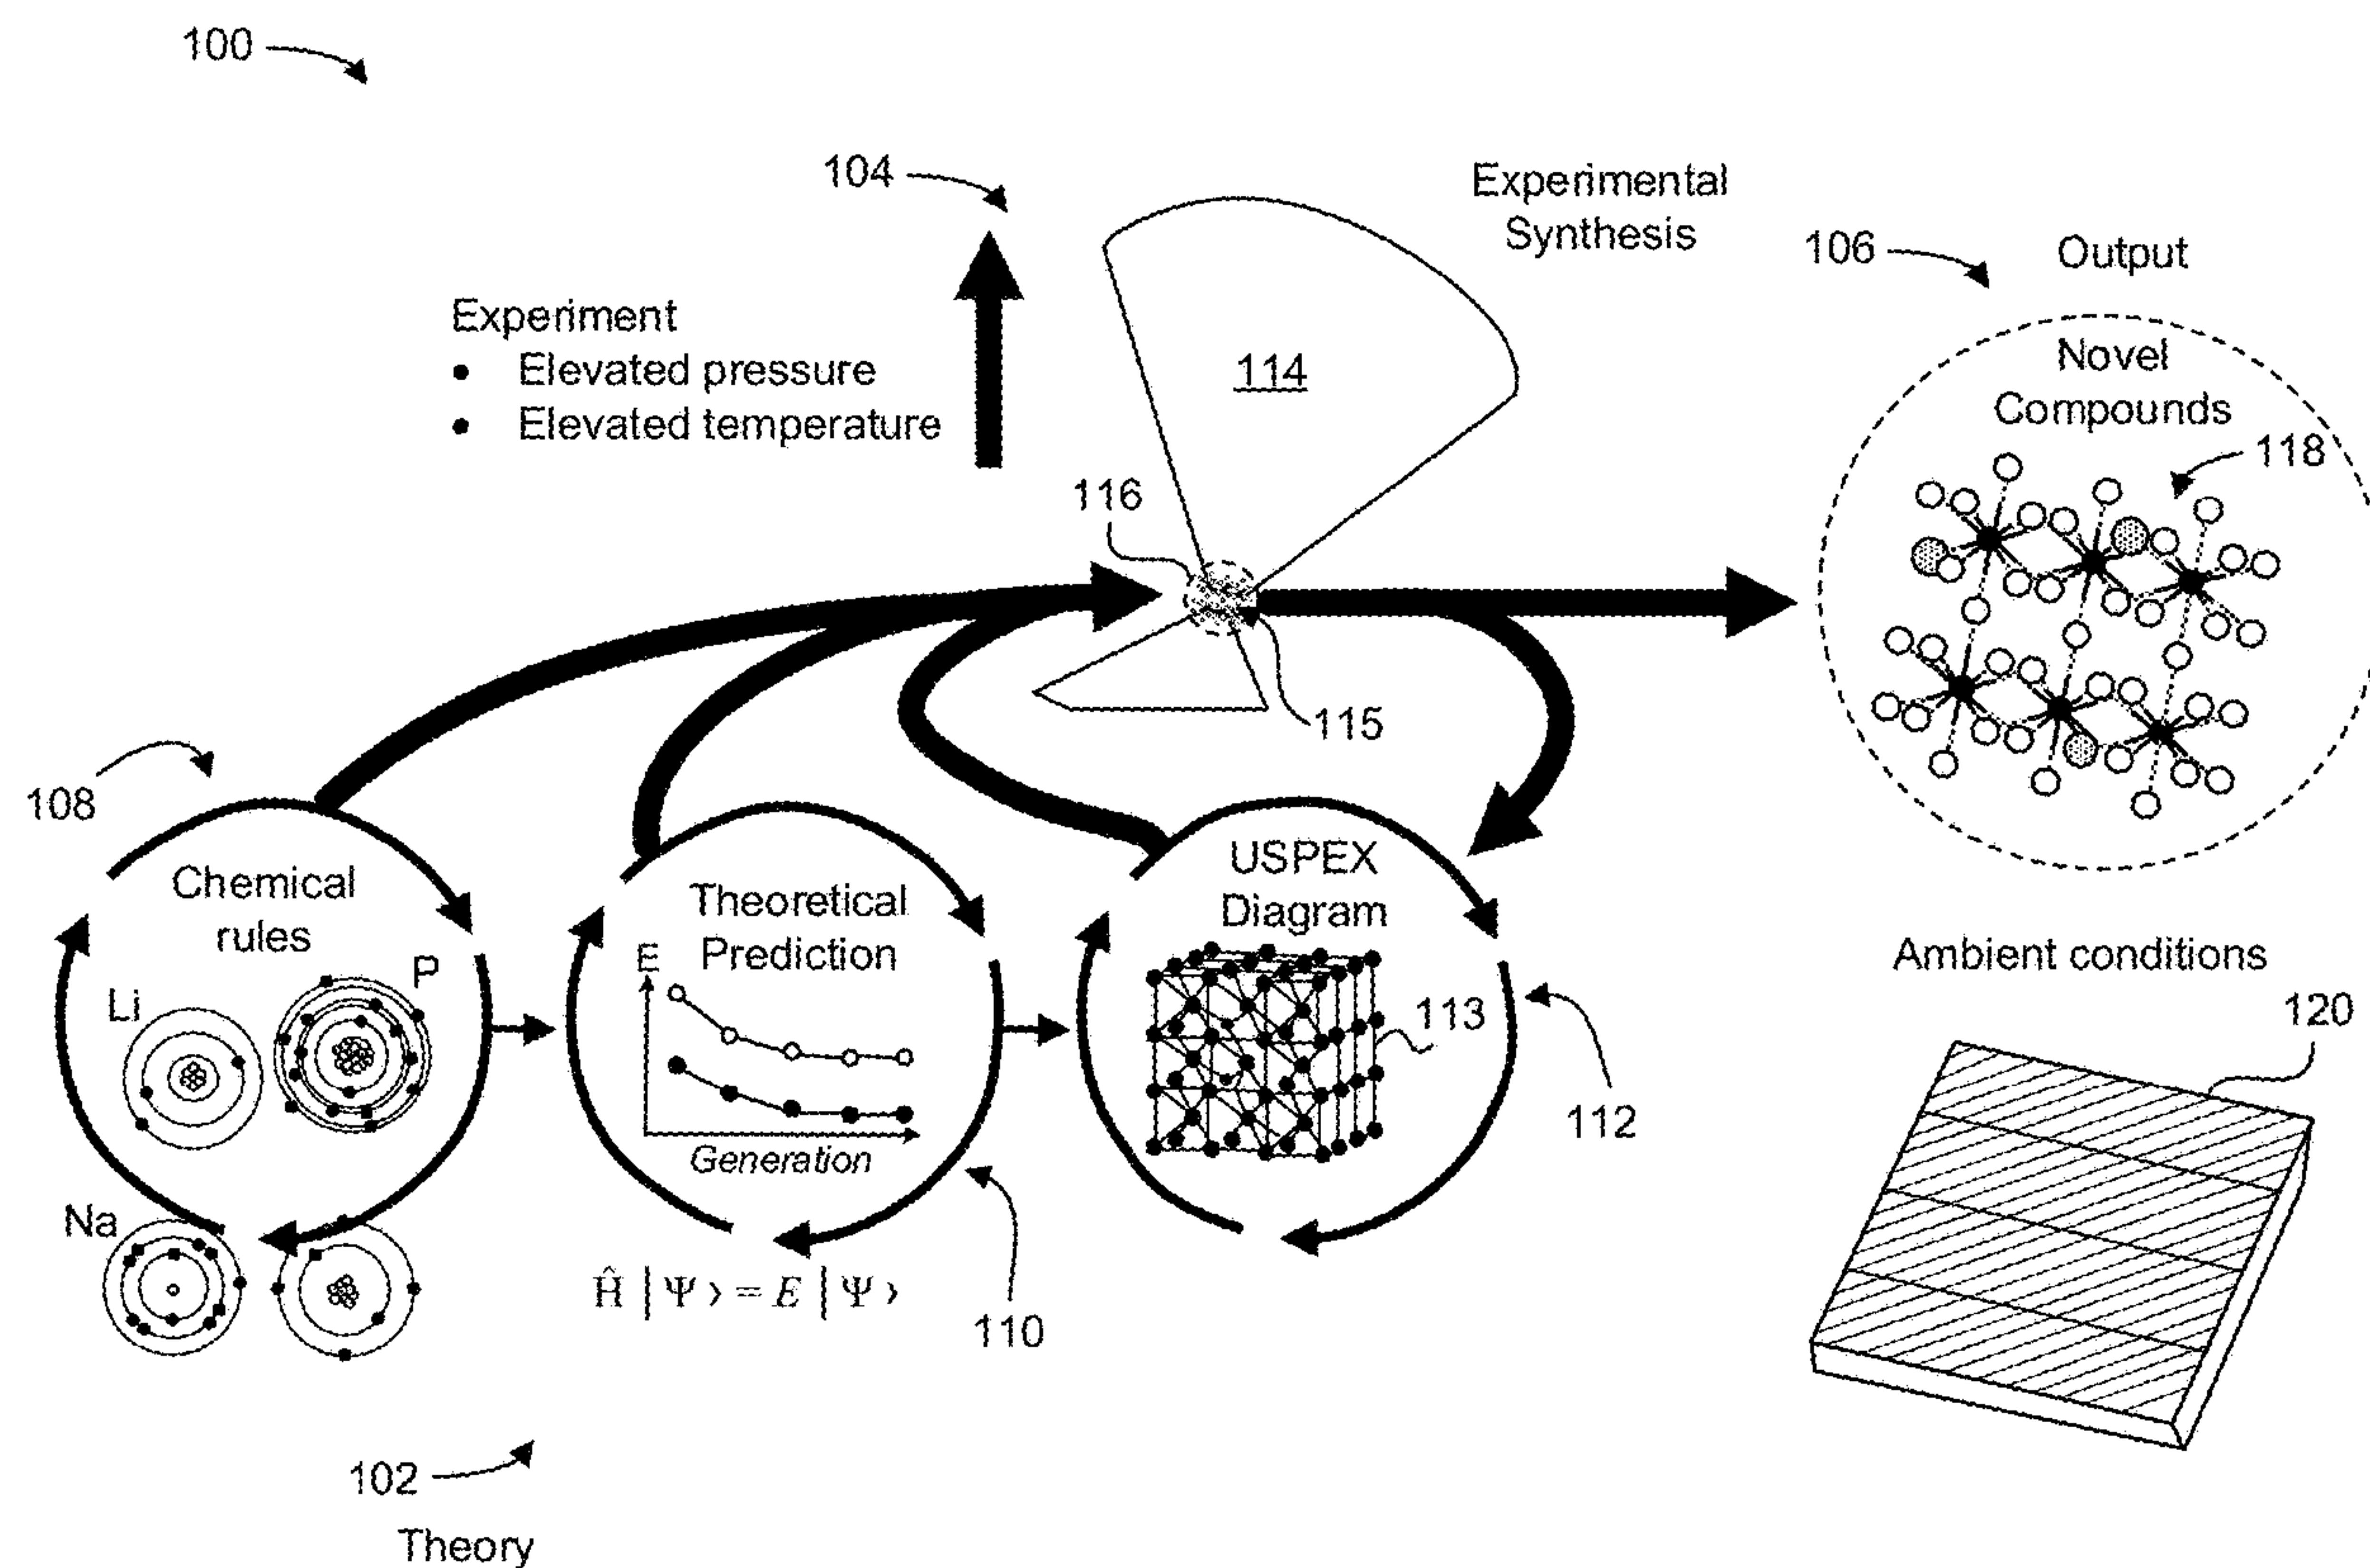 100
104
Experimental
Synthesis
106
Output
Experiment
• Elevated pressure
• Elevated temperature
114
Novel
Compounds
118
116
115
108
Chemical
rules
Li
P
Na
Theoretical
Prediction
E
Generation
Ĥ | Ψ ⟩ = E | Ψ ⟩
110
USPEX
Diagram
113
112
Ambient conditions
120
102
Theory